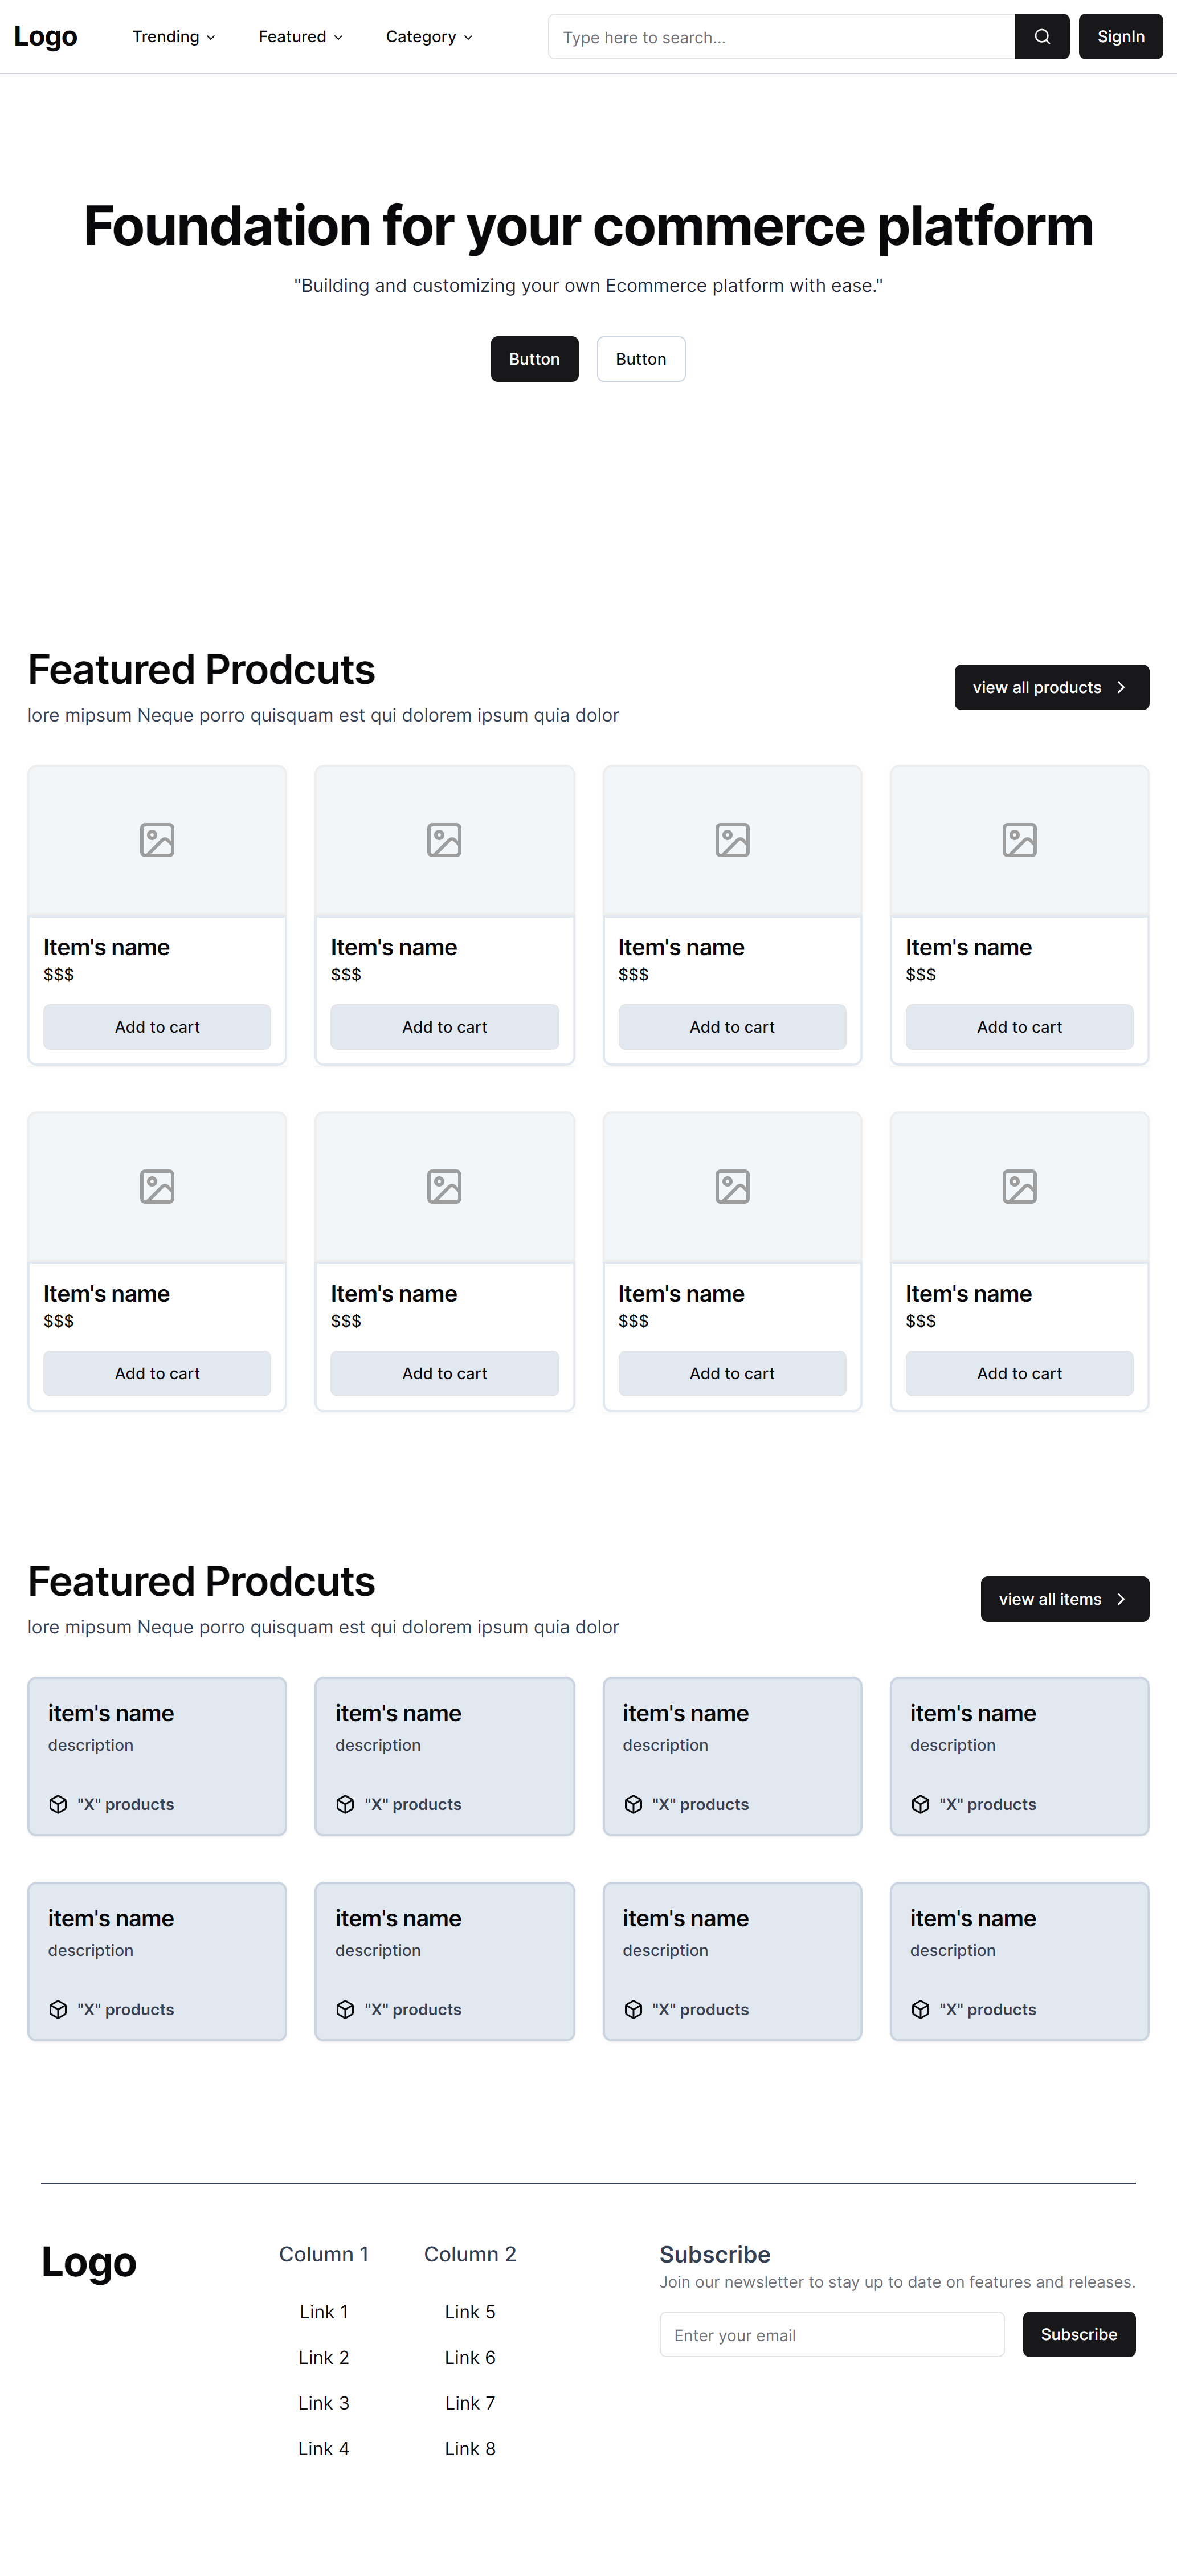 Logo Trending Featured Category Type here to search... SignIn
Foundation for your commerce platform
"Building and customizing your own Ecommerce platform with ease."
Button Button
Featured Prodcuts
lore mipsum Neque porro quisquam est qui dolorem ipsum quia dolor
view all products
Item's name Item's name Item's name Item's name
$$$ $$$ $$$ $$$
Add to cart Add to cart Add to cart Add to cart
Item's name Item's name Item's name Item's name
$$$ $$$ $$$ $$$
Add to cart Add to cart Add to cart Add to cart
Featured Prodcuts
lore mipsum Neque porro quisquam est qui dolorem ipsum quia dolor
view all items
item's name item's name item's name item's name
description description description description
"X" products "X" products "X" products "X" products
item's name item's name item's name item's name
description description description description
"X" products "X" products "X" products "X" products
Logo
Column 1
Link 1
Link 2
Link 3
Link 4
Column 2
Link 5
Link 6
Link 7
Link 8
Subscribe
Join our newsletter to stay up to date on features and releases.
Enter your email Subscribe